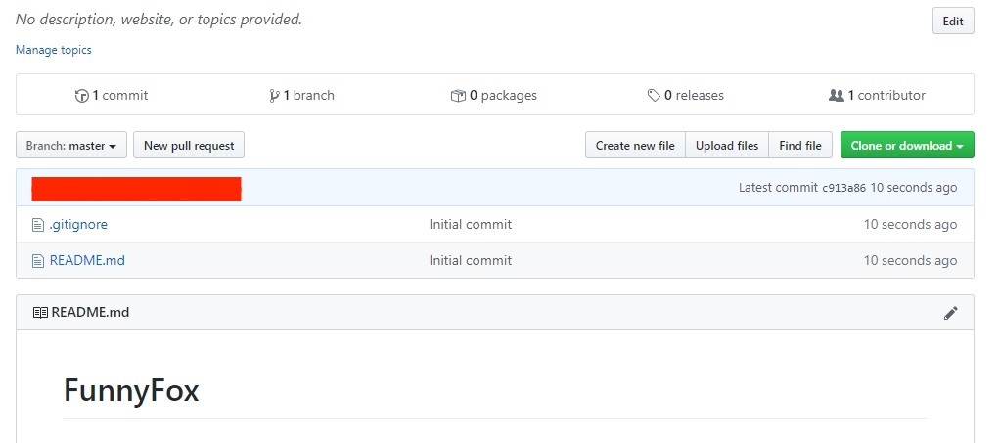 No description, website, or topics provided. Edit
Manage topics
1 commit 1 branch 0 packages 0 releases 1 contributor
Branch: master New pull request Create new file Upload files Find file Clone or download
Latest commit c913a86 10 seconds ago
.gitignore Initial commit 10 seconds ago
README.md Initial commit 10 seconds ago
README.md
FunnyFox